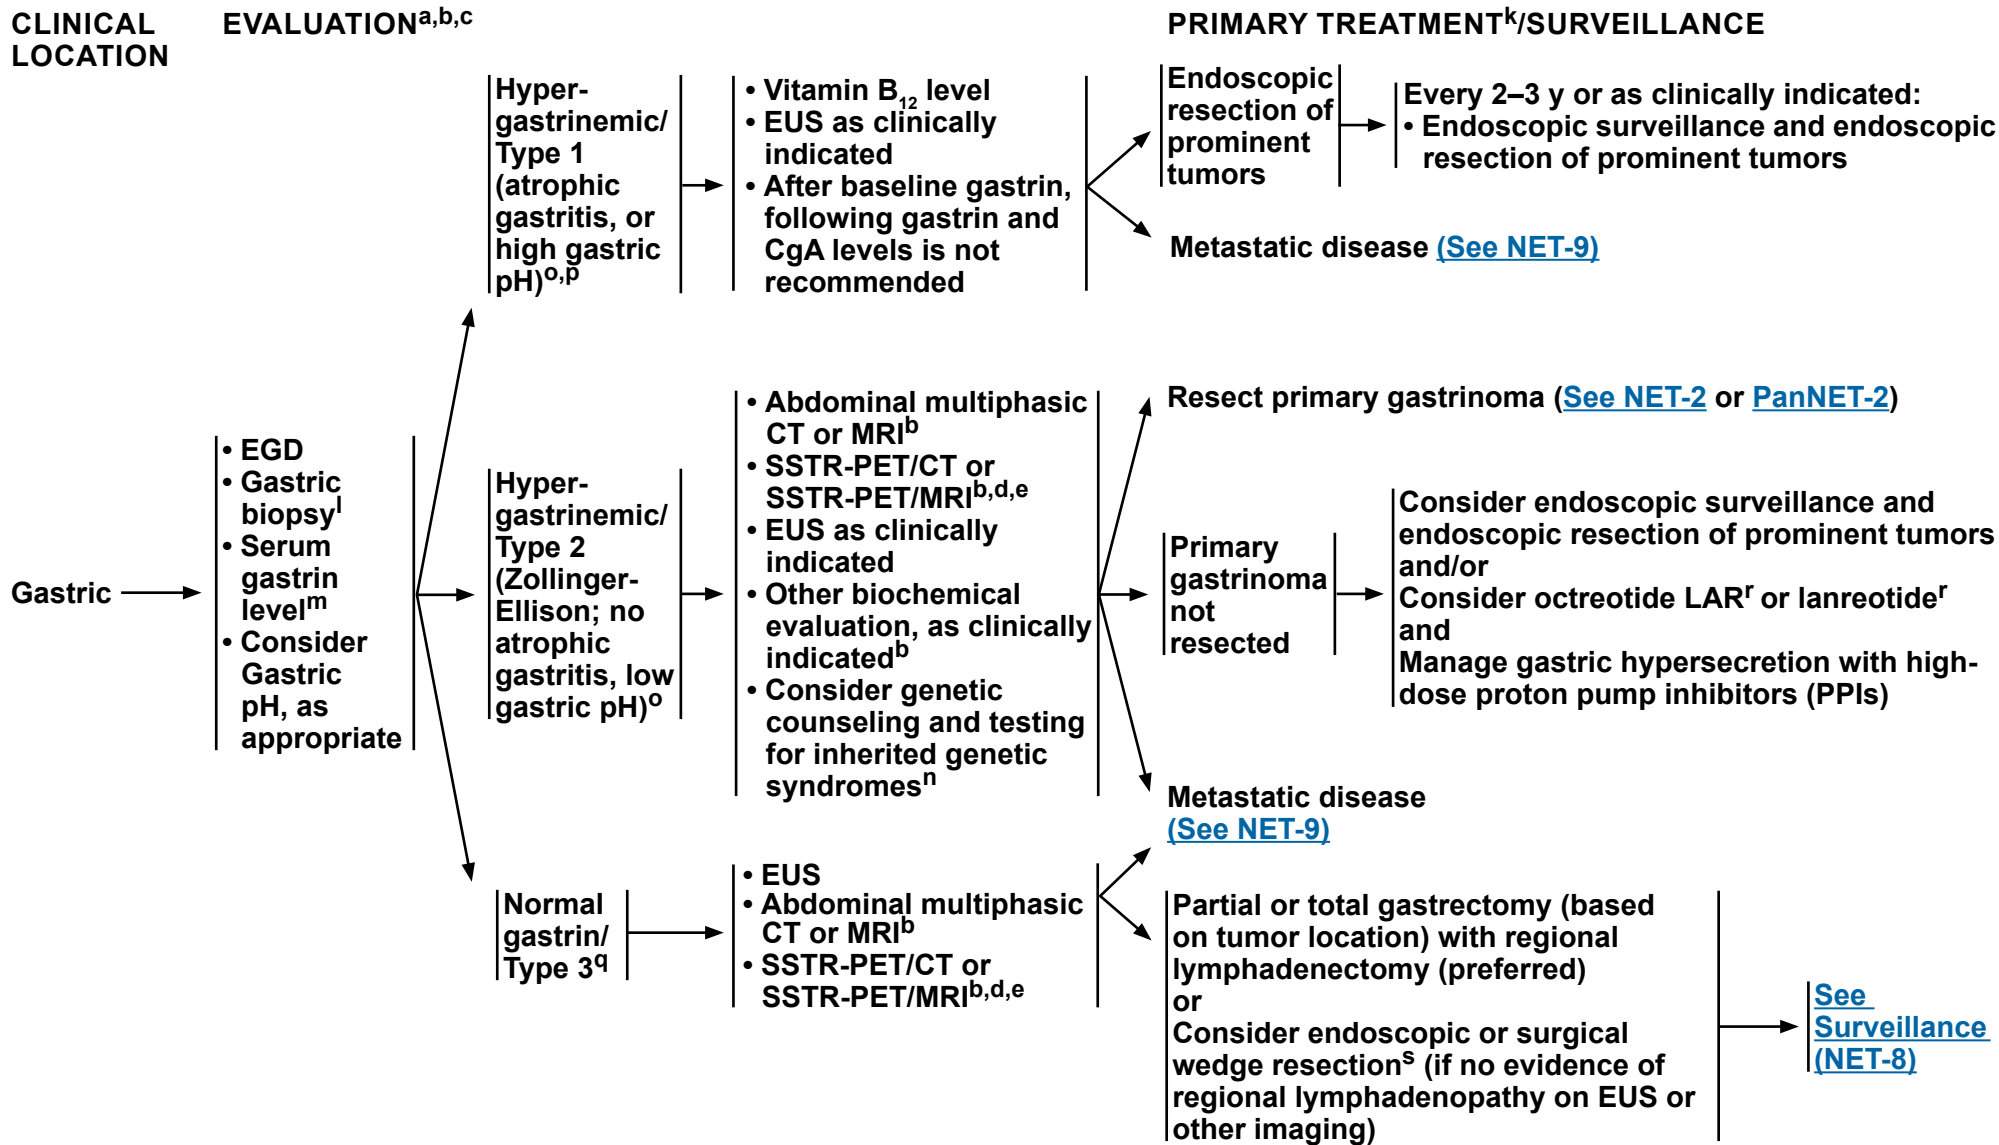 CLINICAL
LOCATION
EVALUATIONa,b,c
PRIMARY TREATMENTk/SURVEILLANCE
Gastric
• EGD
• Gastric
biopsyl
• Serum
gastrin
levelm
• Consider
Gastric
pH, as
appropriate
Hyper-
gastrinemic/
Type 1
(atrophic
gastritis, or
high gastric
pH)o,p
• Vitamin B12 level
• EUS as clinically
indicated
• After baseline gastrin,
following gastrin and
CgA levels is not
recommended
Endoscopic
resection of
prominent
tumors
Every 2–3 y or as clinically indicated:
• Endoscopic surveillance and endoscopic
resection of prominent tumors
Metastatic disease (See NET-9)
Hyper-
gastrinemic/
Type 2
(Zollinger-
Ellison; no
atrophic
gastritis, low
gastric pH)o
• Abdominal multiphasic
CT or MRIb
• SSTR-PET/CT or
SSTR-PET/MRIb,d,e
• EUS as clinically
indicated
• Other biochemical
evaluation, as clinically
indicatedb
• Consider genetic
counseling and testing
for inherited genetic
syndromesn
Resect primary gastrinoma (See NET-2 or PanNET-2)
Primary
gastrinoma
not
resected
Consider endoscopic surveillance and
endoscopic resection of prominent tumors
and/or
Consider octreotide LARr or lanreotider
and
Manage gastric hypersecretion with high-
dose proton pump inhibitors (PPIs)
Metastatic disease
(See NET-9)
Normal
gastrin/
Type 3q
• EUS
• Abdominal multiphasic
CT or MRIb
• SSTR-PET/CT or
SSTR-PET/MRIb,d,e
Partial or total gastrectomy (based
on tumor location) with regional
lymphadenectomy (preferred)
or
Consider endoscopic or surgical
wedge resections (if no evidence of
regional lymphadenopathy on EUS or
other imaging)
See
Surveillance
(NET-8)